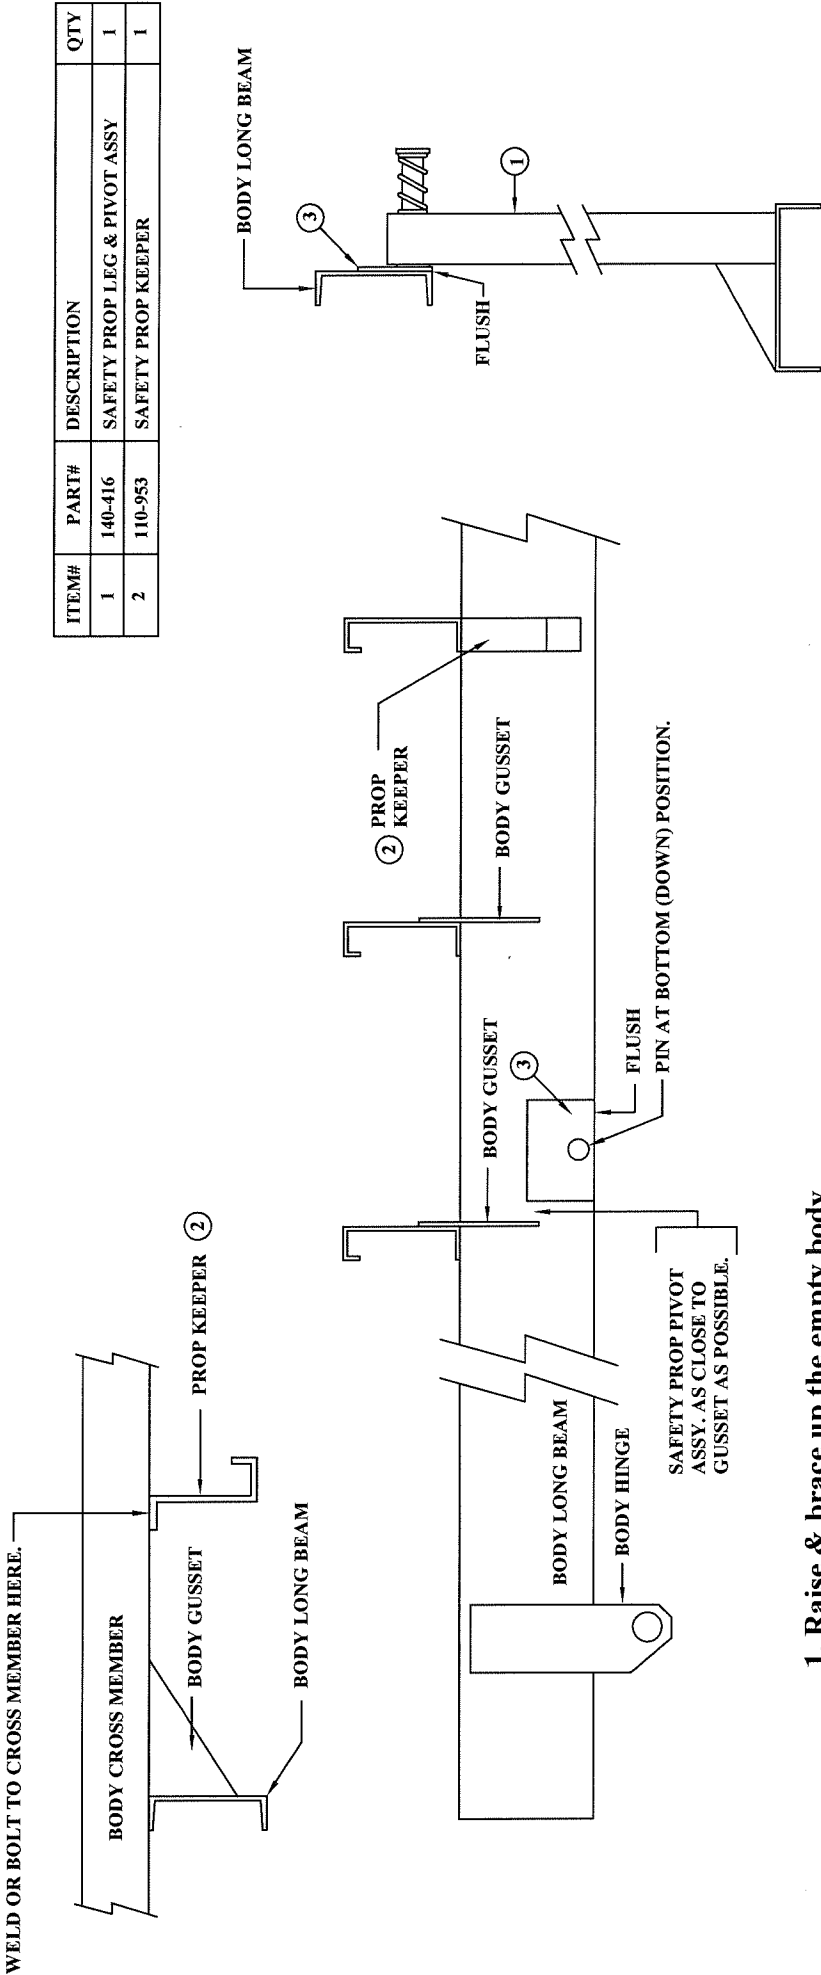 WELD OR BOLT TO CROSS MEMBER HERE.
BODY CROSS MEMBER
BODY GUSSET
PROP KEEPER 2
BODY LONG BEAM
ITEM# PART# DESCRIPTION QTY
1 140-416 SAFETY PROP LEG & PIVOT ASSY 1
2 110-953 SAFETY PROP KEEPER 1
BODY LONG BEAM
3
1
FLUSH
2 PROP
KEEPER
BODY GUSSET
BODY GUSSET
3
FLUSH
PIN AT BOTTOM (DOWN) POSITION.
BODY LONG BEAM
BODY HINGE
SAFETY PROP PIVOT
ASSY. AS CLOSE TO
GUSSET AS POSSIBLE.
1. Raise & brace up the empty body